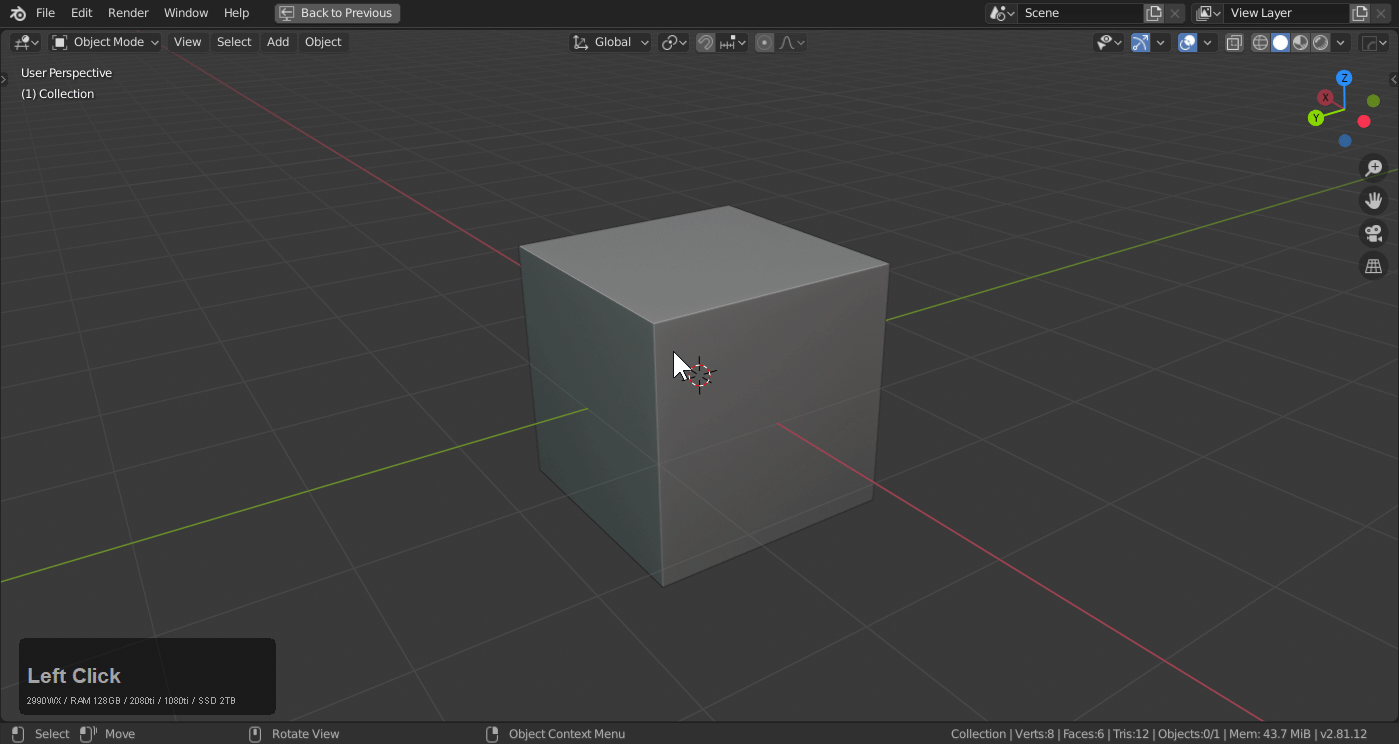 File Edit Render Window Help Back to Previous Scene View Layer
Object Mode View Select Add Object Global
User Perspective
(1) Collection
Z
X
Y
Left Click
2990WX / RAM 128GB / 2080ti / 1080ti / SSD 2TB
Select Move Rotate View Object Context Menu Collection | Verts:8 | Faces:6 | Tris:12 | Objects:0/1 | Mem: 43.7 MiB | v2.81.12